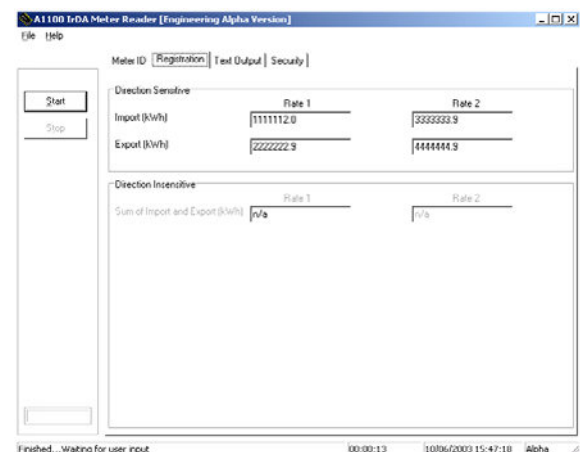 A1100 IrDA Meter Reader [Engineering Alpha Version]
File Help
Meter ID Registration Text Output Security
Start
Stop
Direction Sensitive
Rate 1 Rate 2
Import (kWh) 1111112.0 3333333.9
Export (kWh) 2222222.9 4444444.9
Direction Insensitive
Rate 1 Rate 2
Sum of Import and Export (kWh) n/a n/a
Finished...Waiting for user input 00:00:13 10/06/2003 15:47:18 Alpha